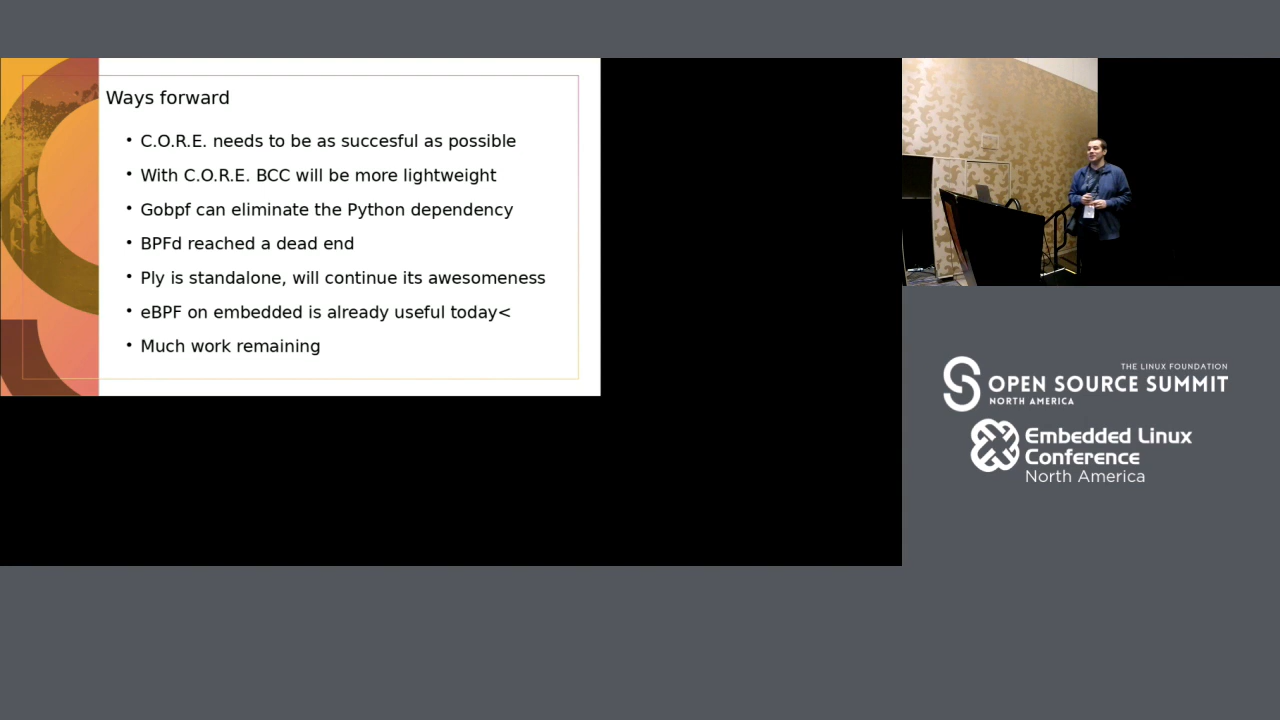 Ways forward
• C.O.R.E. needs to be as succesful as possible
• With C.O.R.E. BCC will be more lightweight
• Gobpf can eliminate the Python dependency
• BPFd reached a dead end
• Ply is standalone, will continue its awesomeness
• eBPF on embedded is already useful today<
• Much work remaining
THE LINUX FOUNDATION
OPEN SOURCE SUMMIT
NORTH AMERICA
Embedded Linux
Conference
North America